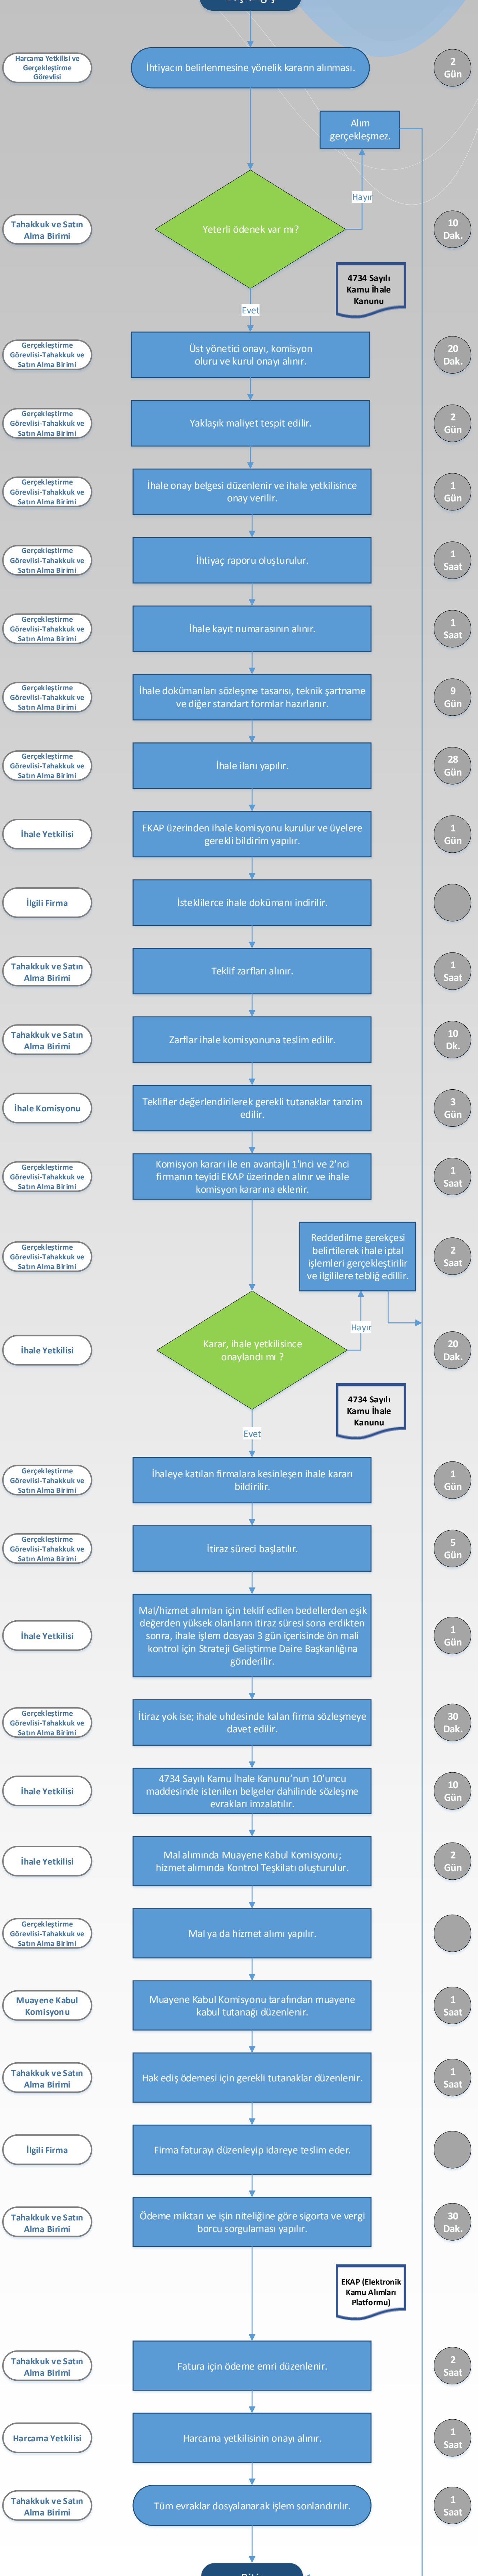 Başlangıç
Harcama Yetkilisi ve
Gerçekleştirme
Görevlisi
İhtiyacın belirlenmesine yönelik kararın alınması.
2
Gün
Alım
gerçekleşmez.
Hayır
Tahakkuk ve Satın
Alma Birimi
Yeterli ödenek var mı?
10
Dak.
4734 Sayılı
Kamu İhale
Kanunu
Evet
Gerçekleştirme
Görevlisi-Tahakkuk ve
Satın Alma Birimi
Üst yönetici onayı, komisyon
oluru ve kurul onayı alınır.
20
Dak.
Gerçekleştirme
Görevlisi-Tahakkuk ve
Satın Alma Birimi
Yaklaşık maliyet tespit edilir.
2
Gün
Gerçekleştirme
Görevlisi-Tahakkuk ve
Satın Alma Birimi
İhale onay belgesi düzenlenir ve ihale yetkilisince
onay verilir.
1
Gün
Gerçekleştirme
Görevlisi-Tahakkuk ve
Satın Alma Birimi
İhtiyaç raporu oluşturulur.
1
Saat
Gerçekleştirme
Görevlisi-Tahakkuk ve
Satın Alma Birimi
İhale kayıt numarasının alınır.
1
Saat
Gerçekleştirme
Görevlisi-Tahakkuk ve
Satın Alma Birimi
İhale dokümanları sözleşme tasarısı, teknik şartname
ve diğer standart formlar hazırlanır.
9
Gün
Gerçekleştirme
Görevlisi-Tahakkuk ve
Satın Alma Birimi
İhale ilanı yapılır.
28
Gün
İhale Yetkilisi
EKAP üzerinden ihale komisyonu kurulur ve üyelere
gerekli bildirim yapılır.
1
Gün
İlgili Firma
İsteklilerce ihale dokümanı indirilir.
Tahakkuk ve Satın
Alma Birimi
Teklif zarfları alınır.
1
Saat
Tahakkuk ve Satın
Alma Birimi
Zarflar ihale komisyonuna teslim edilir.
10
Dk.
İhale Komisyonu
Teklifler değerlendirilerek gerekli tutanaklar tanzim
edilir.
3
Gün
Gerçekleştirme
Görevlisi-Tahakkuk ve
Satın Alma Birimi
Komisyon kararı ile en avantajlı 1'inci ve 2'nci
firmanın teyidi EKAP üzerinden alınır ve ihale
komisyon kararına eklenir.
1
Saat
Gerçekleştirme
Görevlisi-Tahakkuk ve
Satın Alma Birimi
Reddedilme gerekçesi
belirtilerek ihale iptal
işlemleri gerçekleştirilir
ve ilgililere tebliğ edillir.
2
Saat
Hayır
İhale Yetkilisi
Karar, ihale yetkilisince
onaylandı mı ?
20
Dak.
4734 Sayılı
Kamu İhale
Kanunu
Evet
Gerçekleştirme
Görevlisi-Tahakkuk ve
Satın Alma Birimi
İhaleye katılan firmalara kesinleşen ihale kararı
bildirilir.
1
Gün
Gerçekleştirme
Görevlisi-Tahakkuk ve
Satın Alma Birimi
İtiraz süreci başlatılır.
5
Gün
İhale Yetkilisi
Mal/hizmet alımları için teklif edilen bedellerden eşik
değerden yüksek olanların itiraz süresi sona erdikten
sonra, ihale işlem dosyası 3 gün içerisinde ön mali
kontrol için Strateji Geliştirme Daire Başkanlığına
gönderilir.
1
Gün
Gerçekleştirme
Görevlisi-Tahakkuk ve
Satın Alma Birimi
İtiraz yok ise; ihale uhdesinde kalan firma sözleşmeye
davet edilir.
30
Dak.
İhale Yetkilisi
4734 Sayılı Kamu İhale Kanunu'nun 10'uncu
maddesinde istenilen belgeler dahilinde sözleşme
evrakları imzalatılır.
10
Gün
İhale Yetkilisi
Mal alımında Muayene Kabul Komisyonu;
hizmet alımında Kontrol Teşkilatı oluşturulur.
2
Gün
Gerçekleştirme
Görevlisi-Tahakkuk ve
Satın Alma Birimi
Mal ya da hizmet alımı yapılır.
Muayene Kabul
Komisyonu
Muayene Kabul Komisyonu tarafından muayene
kabul tutanağı düzenlenir.
1
Saat
Tahakkuk ve Satın
Alma Birimi
Hak ediş ödemesi için gerekli tutanaklar düzenlenir.
1
Saat
İlgili Firma
Firma faturayı düzenleyip idareye teslim eder.
Tahakkuk ve Satın
Alma Birimi
Ödeme miktarı ve işin niteliğine göre sigorta ve vergi
borcu sorgulaması yapılır.
30
Dak.
EKAP (Elektronik
Kamu Alımları
Platformu)
Tahakkuk ve Satın
Alma Birimi
Fatura için ödeme emri düzenlenir.
2
Saat
Harcama Yetkilisi
Harcama yetkilisinin onayı alınır.
1
Saat
Tahakkuk ve Satın
Alma Birimi
Tüm evraklar dosyalanarak işlem sonlandırılır.
1
Saat